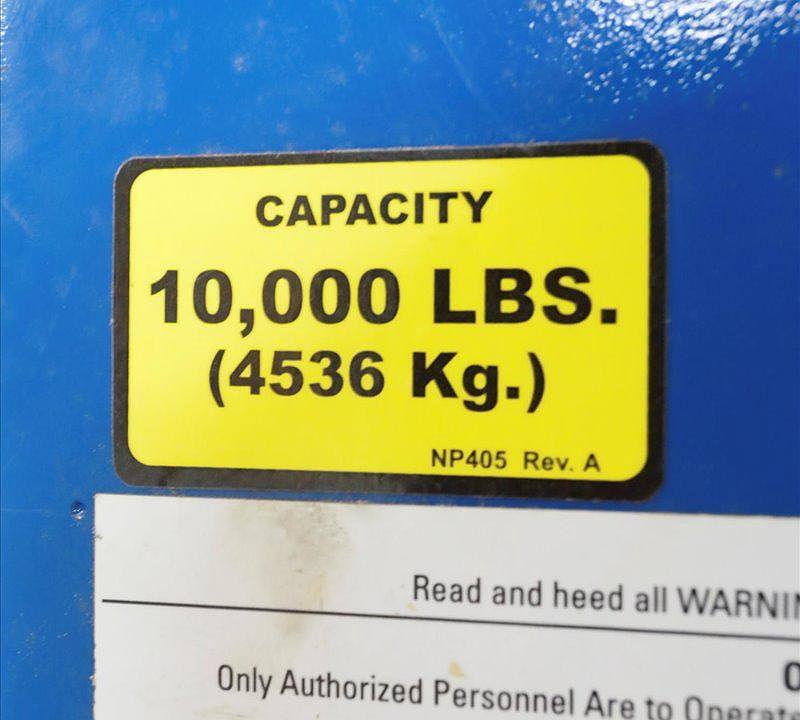 CAPACITY
10,000 LBS.
(4536 Kg.)
NP405 Rev. A
Read and heed all
Only Authorized Personnel Are to